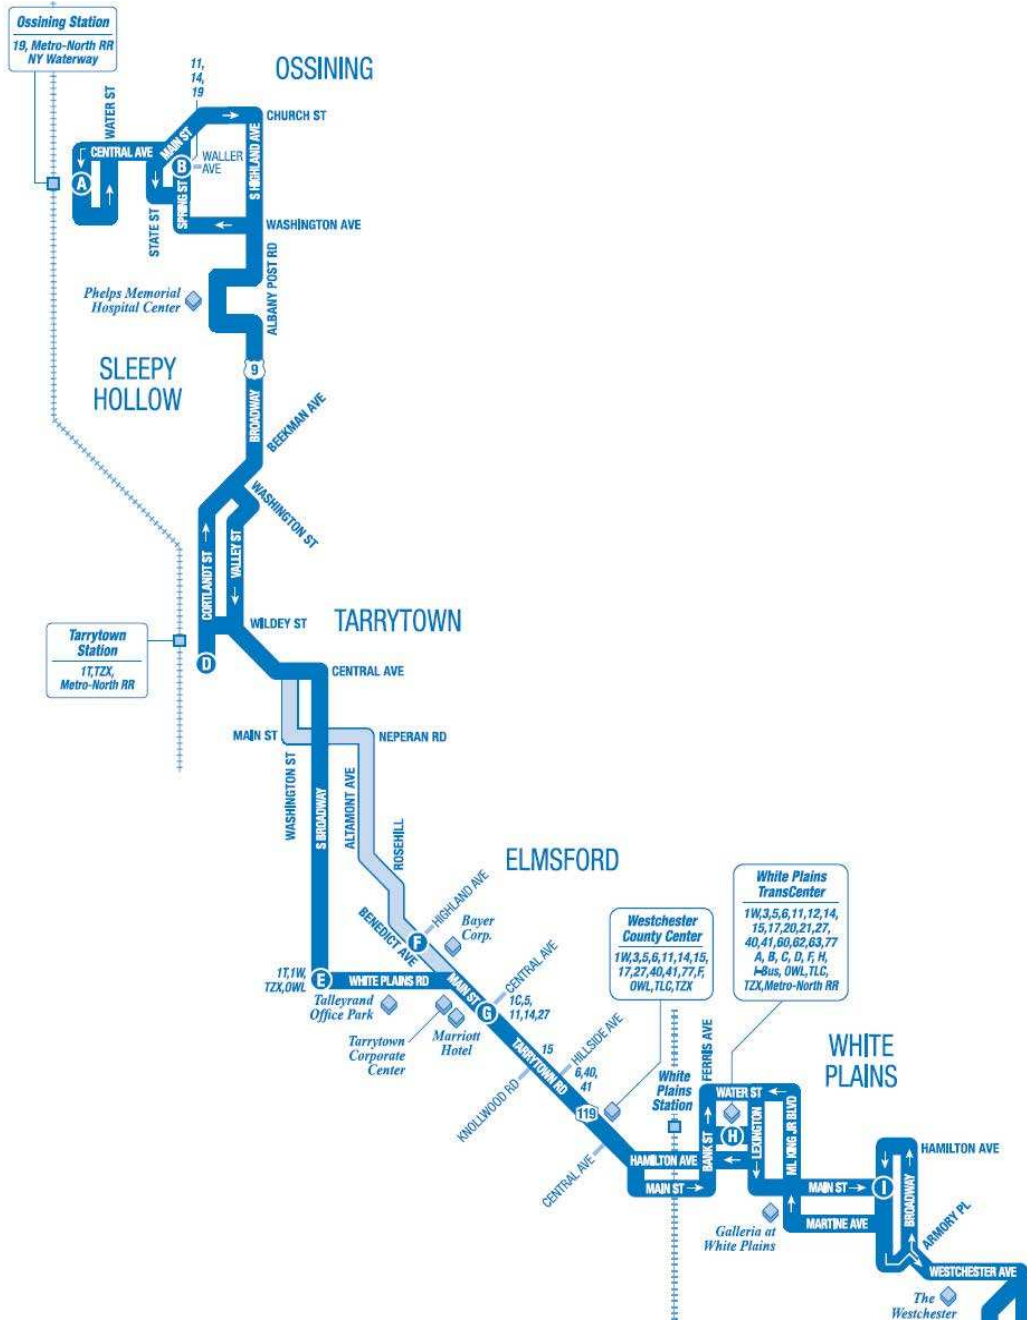 Ossining Station
19, Metro-North RR
NY Waterway
OSSINING
11,
14,
19
CHURCH ST
WATER ST
MAIN ST
CENTRAL AVE
A
B
WALLER
AVE
S HIGHLAND AVE
SPRING ST
STATE ST
WASHINGTON AVE
ALBANY POST RD
Phelps Memorial
Hospital Center
SLEEPY
HOLLOW
9
BROADWAY
BEEKMAN AVE
WASHINGTON ST
CORTLANDT ST
VALLEY ST
WILDEY ST
TARRYTOWN
Tarrytown
Station
1T,TZX,
Metro-North RR
D
CENTRAL AVE
MAIN ST
NEPERAN RD
WASHINGTON ST
S BROADWAY
ALTAMONT AVE
ROSEHILL
ELMSFORD
BENEDICT AVE
F
HIGHLAND AVE
Bayer
Corp.
1T,1W,
TZX,OWL
E
WHITE PLAINS RD
MAIN ST
G
CENTRAL AVE
1C,5,
11,14,27
Talleyrand
Office Park
Tarrytown
Corporate
Center
Marriott
Hotel
TARRYTOWN RD
15
HILLSIDE AVE
6,40,
41
KNOLLWOOD RD
119
CENTRAL AVE
Westchester
County Center
1W,3,5,6,11,14,15,
17,27,40,41,77,F,
OWL,TLC,TZX
White Plains
TransCenter
1W,3,5,6,11,12,14,
15,17,20,21,27,
40,41,60,62,63,77
A, B, C, D, F, H,
I-Bus, OWL,TLC,
TZX,Metro-North RR
WHITE
PLAINS
White
Plains
Station
FERRIS AVE
WATER ST
H
BANK ST
LEXINGTON
ML KING JR BLVD
HAMILTON AVE
MAIN ST
MAIN ST
I
MARTINE AVE
BROADWAY
HAMILTON AVE
ARMORY PL
WESTCHESTER AVE
Galleria at
White Plains
The
Westchester